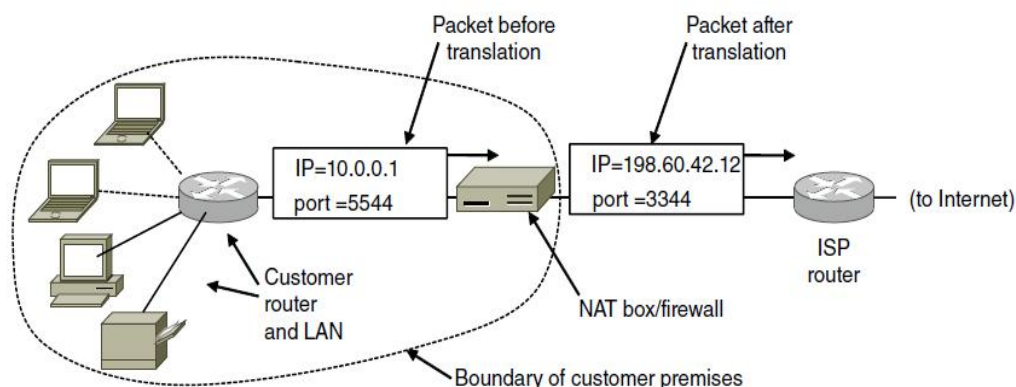 Packet before
translation
Packet after
translation
IP=10.0.0.1
port =5544
IP=198.60.42.12
port =3344
(to Internet)
ISP
router
Customer
router
and LAN
NAT box/firewall
Boundary of customer premises